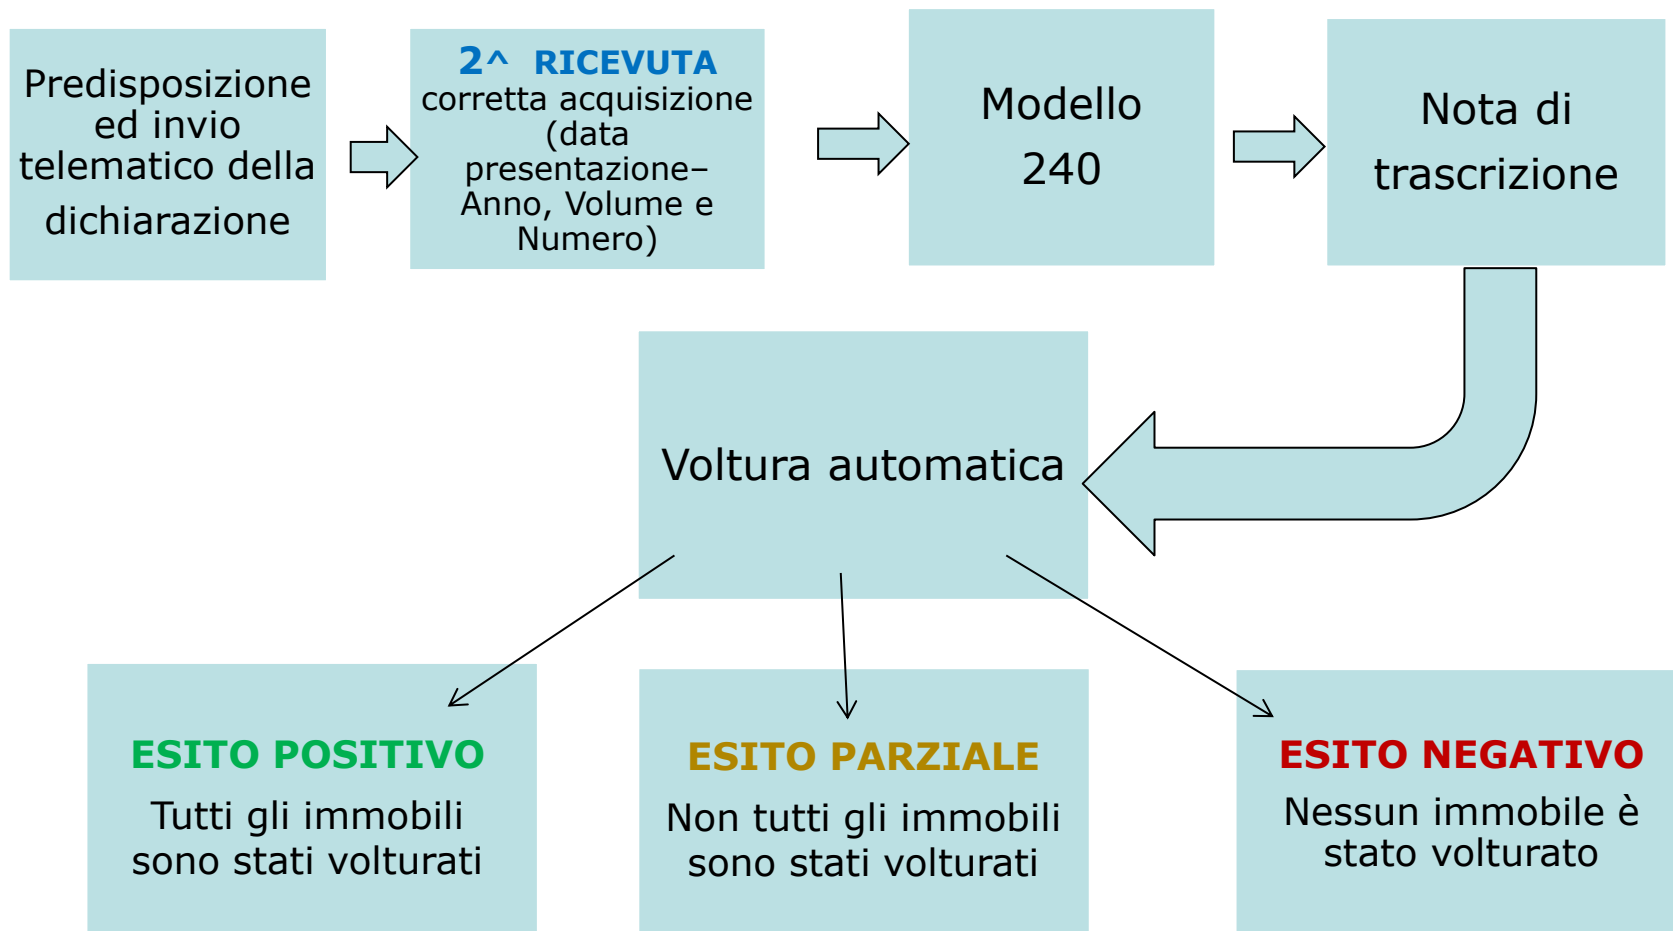 Predisposizione
ed invio
telematico della
dichiarazione
2^ RICEVUTA
corretta acquisizione
(data
presentazione–
Anno, Volume e
Numero)
Modello
240
Nota di
trascrizione
Voltura automatica
ESITO POSITIVO
Tutti gli immobili
sono stati volturati
ESITO PARZIALE
Non tutti gli immobili
sono stati volturati
ESITO NEGATIVO
Nessun immobile è
stato volturato